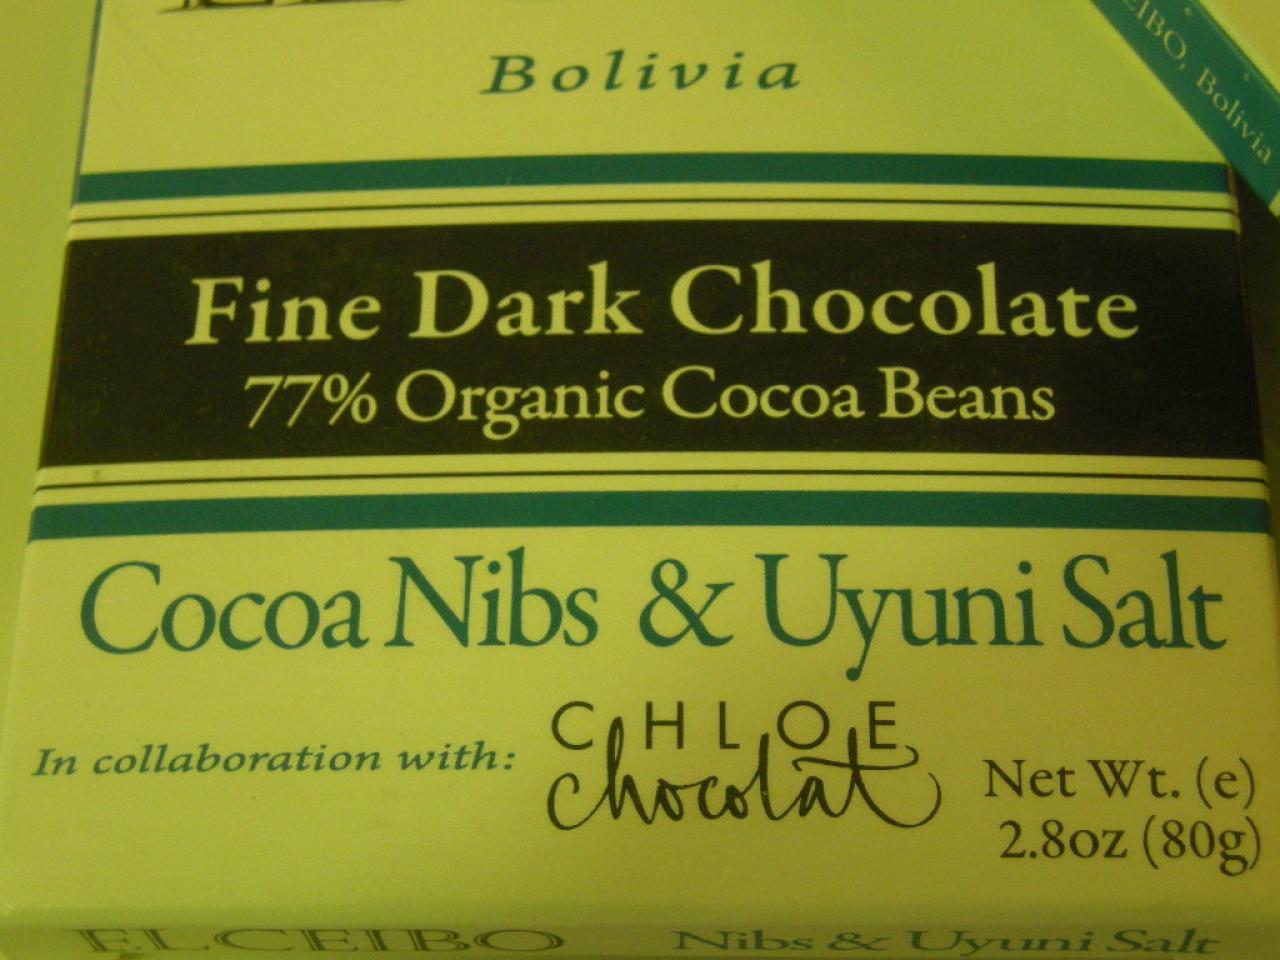 Bolivia
EIBO, Bolivia
Fine Dark Chocolate
77% Organic Cocoa Beans
Cocoa Nibs & Uyuni Salt
In collaboration with:
CHLOE
chocolat
Net Wt. (e)
2.8oz (80g)
ELCEIBO
Nibs & Uyuni Salt